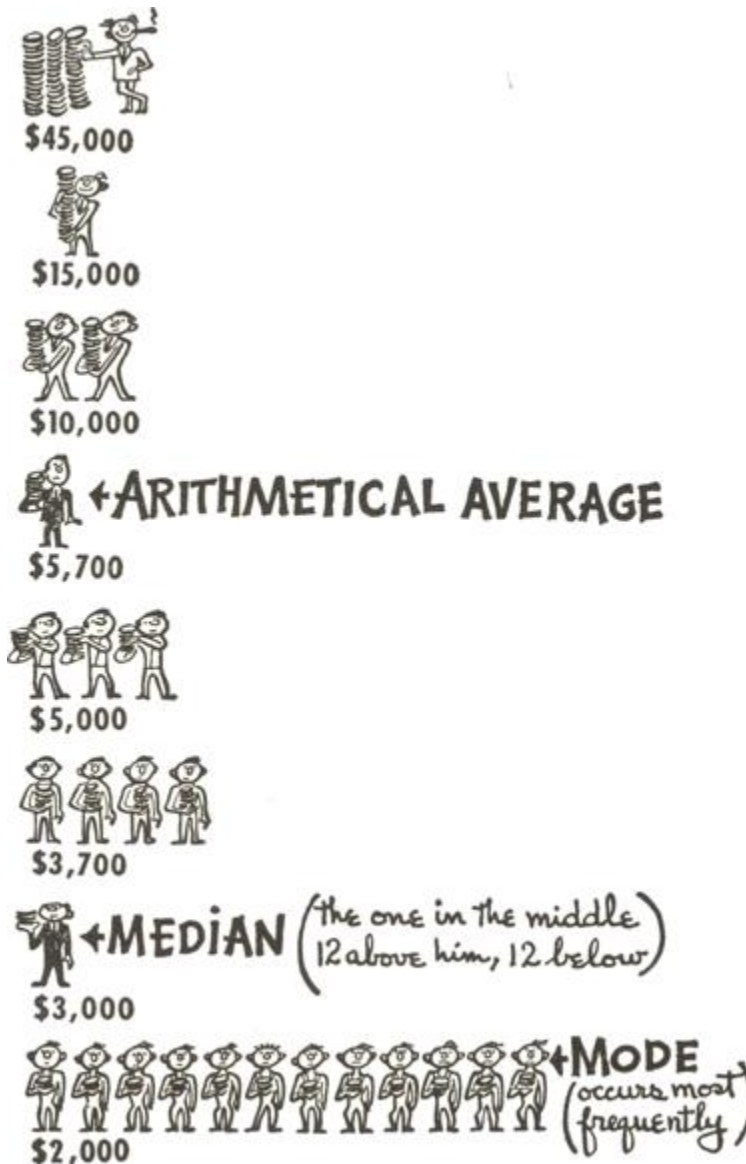 $45,000
$15,000
$10,000
ARITHMETICAL AVERAGE
$5,700
$5,000
$3,700
MEDIAN (the one in the middle
12 above him, 12 below)
$3,000
MODE
(occurs most
frequently)
$2,000